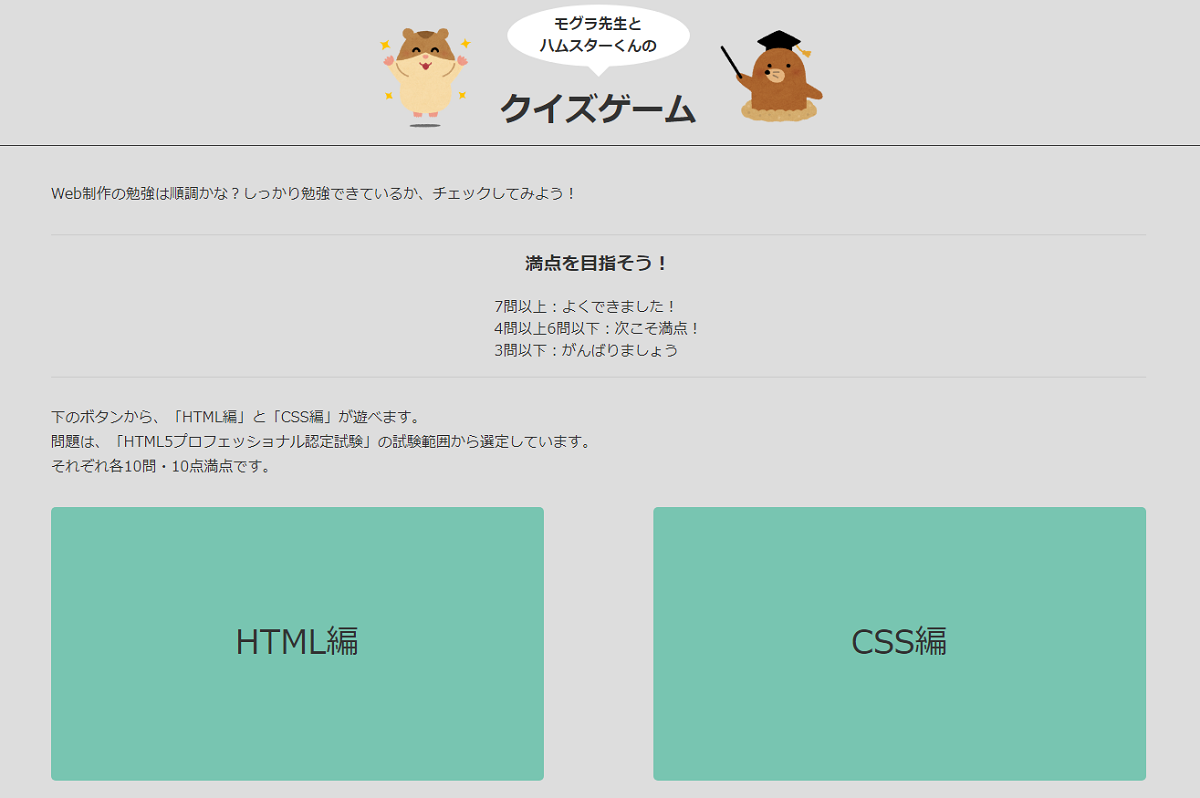 モグラ先生と
ハムスターくんの
クイズゲーム
Web制作の勉強は順調かな？しっかり勉強できているか、チェックしてみよう！
満点を目指そう！
7問以上：よくできました！
4問以上6問以下：次こそ満点！
3問以下：がんばりましょう
下のボタンから、「HTML編」と「CSS編」が遊べます。
問題は、「HTML5プロフェッショナル認定試験」の試験範囲から選定しています。
それぞれ各10問・10点満点です。
HTML編
CSS編